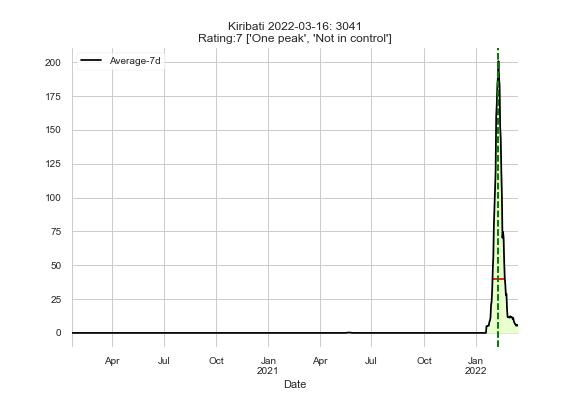 Kiribati 2022-03-16: 3041
Rating:7 ['One peak', 'Not in control']
Average-7d
200
175
150
125
100
75
50
25
0
Apr Jul Oct Jan Apr Jul Oct Jan
2021 2022
Date